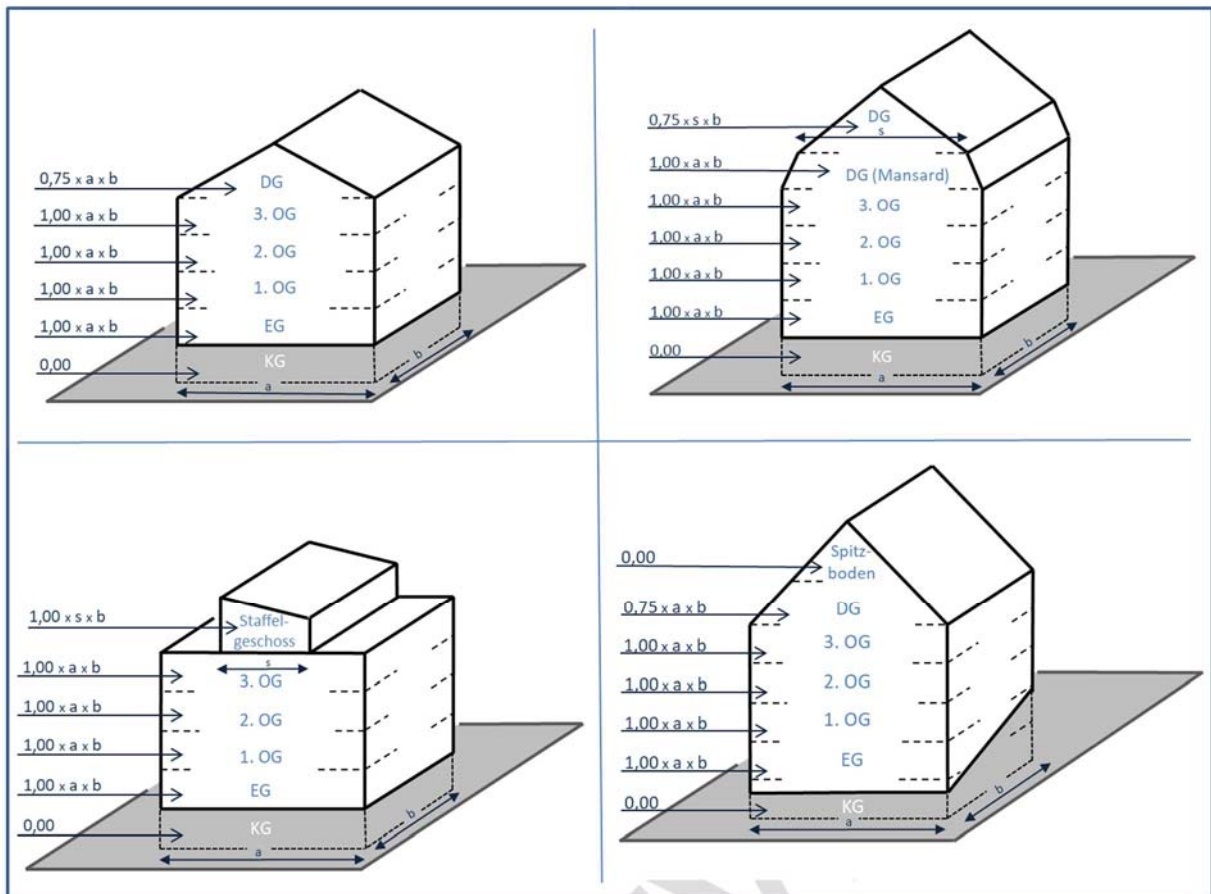 0,75 x a x b
DG
1,00 x a x b
3. OG
1,00 x a x b
2. OG
1,00 x a x b
1. OG
1,00 x a x b
EG
0,00
KG
a
b
0,75 x s x b
DG
s
1,00 x a x b
DG (Mansard)
1,00 x a x b
3. OG
1,00 x a x b
2. OG
1,00 x a x b
1. OG
1,00 x a x b
EG
0,00
KG
a
b
1,00 x s x b
Staffel-
geschoss
s
1,00 x a x b
3. OG
1,00 x a x b
2. OG
1,00 x a x b
1. OG
1,00 x a x b
EG
0,00
KG
a
b
0,00
Spitz-
boden
0,75 x a x b
DG
1,00 x a x b
3. OG
1,00 x a x b
2. OG
1,00 x a x b
1. OG
1,00 x a x b
EG
0,00
KG
a
b